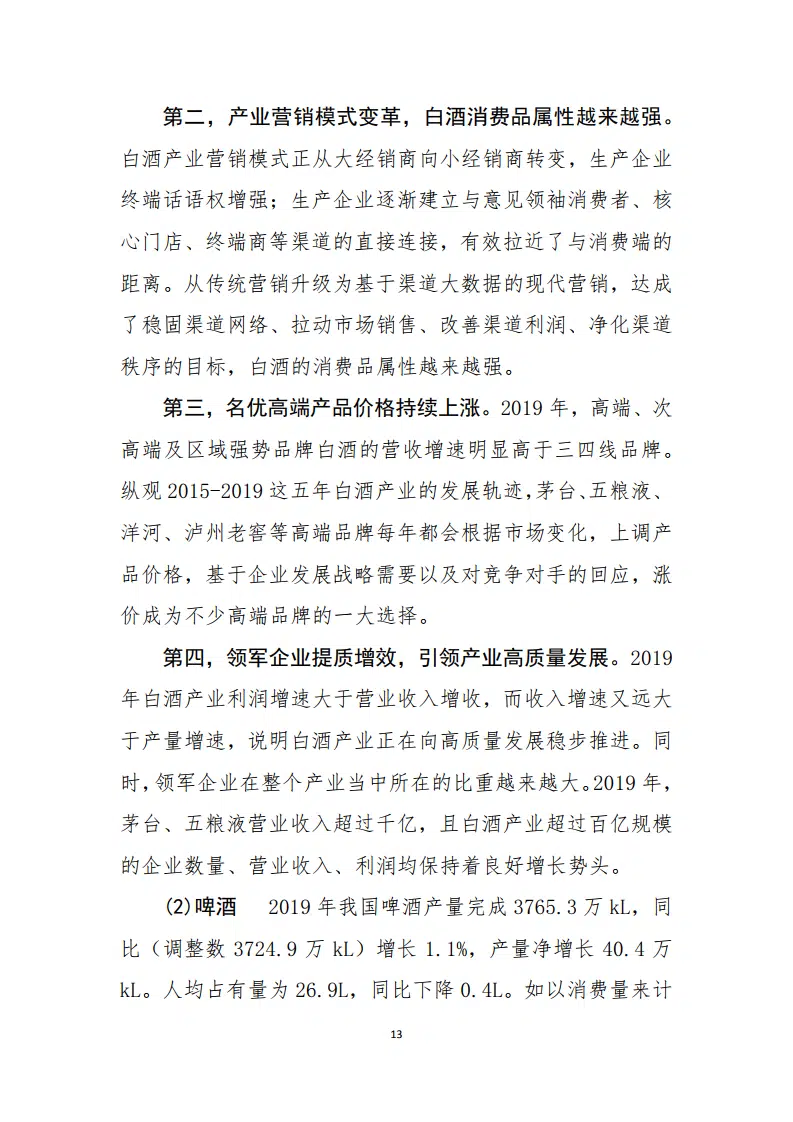 第二，产业营销模式变革，白酒消费品属性越来越强。
白酒产业营销模式正从大经销商向小经销商转变，生产企业
终端话语权增强；生产企业逐渐建立与意见领袖消费者、核
心门店、终端商等渠道的直接连接，有效拉近了与消费端的
距离。从传统营销升级为基于渠道大数据的现代营销，达成
了稳固渠道网络、拉动市场销售、改善渠道利润、净化渠道
秩序的目标，白酒的消费品属性越来越强。
第三，名优高端产品价格持续上涨。2019 年，高端、次
高端及区域强势品牌白酒的营收增速明显高于三四线品牌。
纵观 2015-2019 这五年白酒产业的发展轨迹，茅台、五粮液、
洋河、泸州老窖等高端品牌每年都会根据市场变化，上调产
品价格，基于企业发展战略需要以及对竞争对手的回应，涨
价成为不少高端品牌的一大选择。
第四，领军企业提质增效，引领产业高质量发展。2019
年白酒产业利润增速大于营业收入增收，而收入增速又远大
于产量增速，说明白酒产业正在向高质量发展稳步推进。同
时，领军企业在整个产业当中所在的比重越来越大。2019 年，
茅台、五粮液营业收入超过千亿，且白酒产业超过百亿规模
的企业数量、营业收入、利润均保持着良好增长势头。
(2)啤酒 2019 年我国啤酒产量完成 3765.3 万 kL，同
比（调整数 3724.9 万 kL）增长 1.1%，产量净增长 40.4 万
kL。人均占有量为 26.9L，同比下降 0.4L。如以消费量来计
13